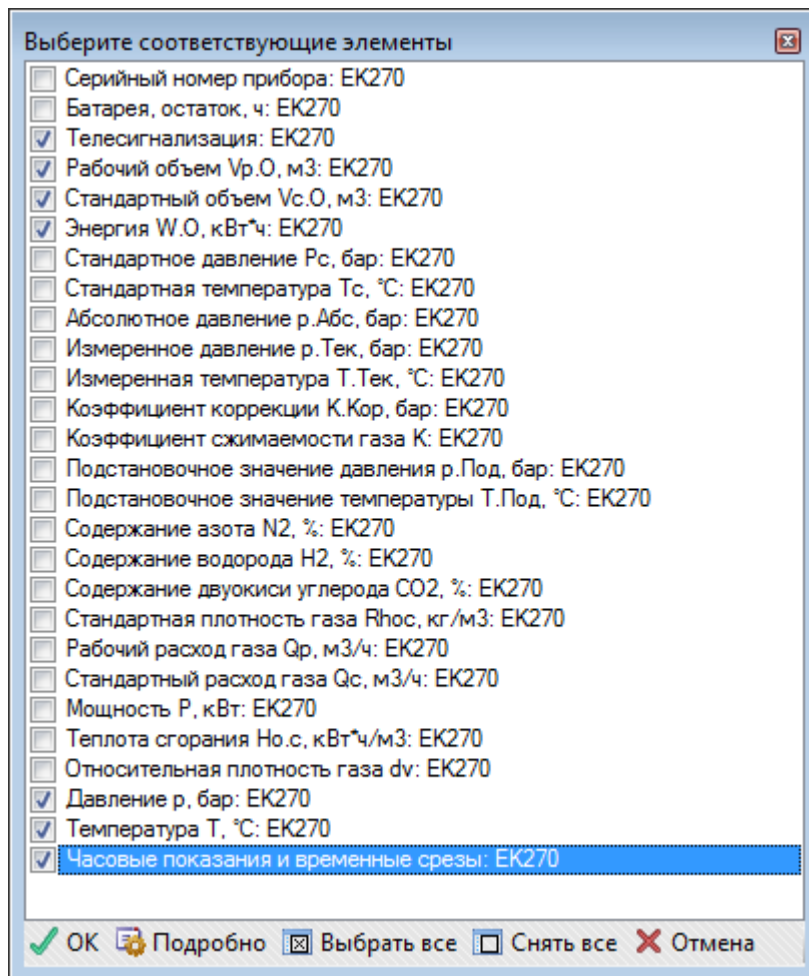 Выберите соответствующие элементы
Серийный номер прибора: EK270
Батарея, остаток, ч: EK270
Телесигнализация: EK270
Рабочий объем Vр.О, м3: EK270
Стандартный объем Vс.О, м3: EK270
Энергия W.О, кВт*ч: EK270
Стандартное давление Рс, бар: EK270
Стандартная температура Тс, °С: EK270
Абсолютное давление р.Абс, бар: EK270
Измеренное давление р.Тек, бар: EK270
Измеренная температура Т.Тек, °С: EK270
Коэффициент коррекции К.Кор, бар: EK270
Коэффициент сжимаемости газа К: EK270
Подстановочное значение давления р.Под, бар: EK270
Подстановочное значение температуры Т.Под, °С: EK270
Содержание азота N2, %: EK270
Содержание водорода H2, %: EK270
Содержание двуокиси углерода CO2, %: EK270
Стандартная плотность газа Rhoc, кг/м3: EK270
Рабочий расход газа Qр, м3/ч: EK270
Стандартный расход газа Qс, м3/ч: EK270
Мощность Р, кВт: EK270
Теплота сгорания Ho.c, кВт*ч/м3: EK270
Относительная плотность газа dv: EK270
Давление р, бар: EK270
Температура Т, °С: EK270
Часовые показания и временные срезы: EK270
ОК Подробно Выбрать все Снять все Отмена